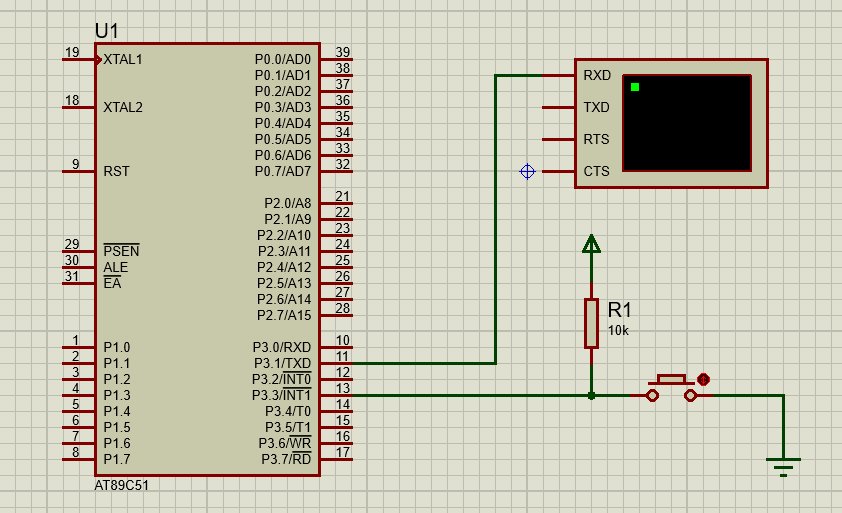 U1
19 XTAL1 P0.0/AD0 39
P0.1/AD1 38
P0.2/AD2 37
18 XTAL2 P0.3/AD3 36
P0.4/AD4 35
P0.5/AD5 34
P0.6/AD6 33
9 RST P0.7/AD7 32
P2.0/A8 21
P2.1/A9 22
P2.2/A10 23
29 PSEN P2.3/A11 24
30 ALE P2.4/A12 25
31 EA P2.5/A13 26
P2.6/A14 27
P2.7/A15 28
1 P1.0 P3.0/RXD 10
2 P1.1 P3.1/TXD 11
3 P1.2 P3.2/INT0 12
4 P1.3 P3.3/INT1 13
5 P1.4 P3.4/T0 14
6 P1.5 P3.5/T1 15
7 P1.6 P3.6/WR 16
8 P1.7 P3.7/RD 17
AT89C51
RXD
TXD
RTS
CTS
R1
10k